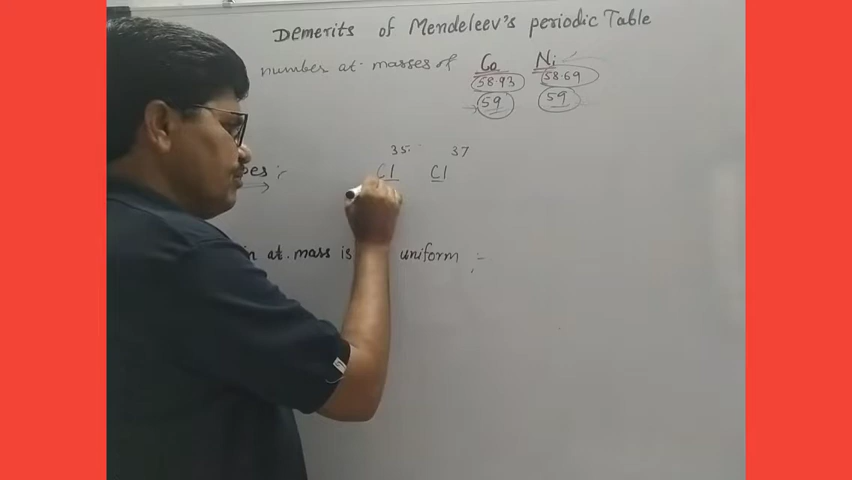 Demerits of Mendeleev's periodic Table
number at. masses of Co Ni
58.93 58.69
59 59
35 37
Cl Cl
at. mass is uniform :-